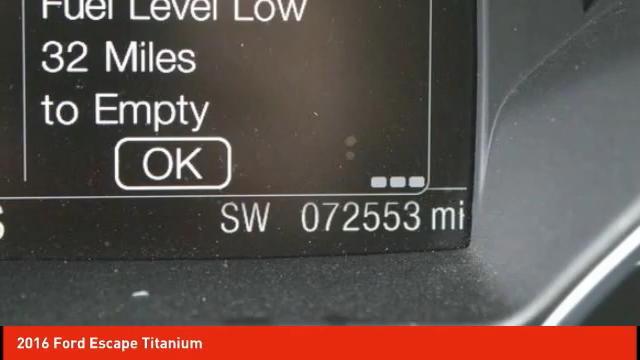 Fuel Level Low
32 Miles
to Empty
OK
SW 072553 mi
2016 Ford Escape Titanium